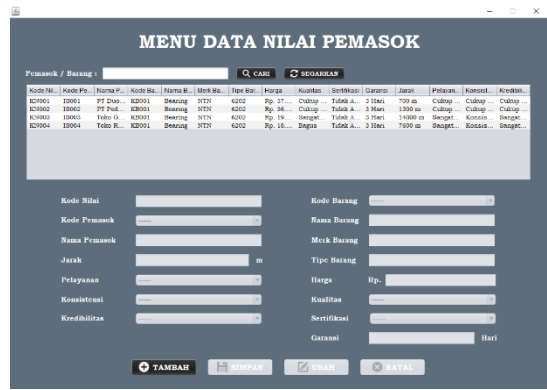 MENU DATA NILAI PEMASOK
Pemasok / Barang : CARI SEGARKAN
Kode Nil... Kode Pe... Nama P... Kode Ba... Nama B... Merk Ba... Tipe Bar... Harga Kualitas Sertifikasi Garansi Jarak Pelayan... Konsist... Kredibili...
KN001 IS001 PT Duo... KB001 Bearing NTN 6202 Rp. 37.... Cukup ... Tidak A... 3 Hari 700 m Cukup ... Cukup ... Cukup ...
KN002 IS002 PT Pod... KB001 Bearing NTN 6202 Rp. 36.... Cukup ... Tidak A... 3 Hari 1300 m Cukup ... Cukup ... Cukup ...
KN003 IS003 Toko G... KB001 Bearing NTN 6202 Rp. 19.... Sangat... Tidak A... 3 Hari 14000 m Sangat... Konsis... Sangat...
KN004 IS004 Toko R... KB001 Bearing NTN 6202 Rp. 18.... Bagus Tidak A... 3 Hari 7600 m Sangat... Konsis... Sangat...
Kode Nilai Kode Barang -----
Kode Pemasok ----- Nama Barang
Nama Pemasok Merk Barang
Jarak m Tipe Barang
Pelayanan ----- Harga Rp.
Konsistensi ----- Kualitas -----
Kredibilitas ----- Sertifikasi -----
Garansi Hari
TAMBAH SIMPAN UBAH BATAL